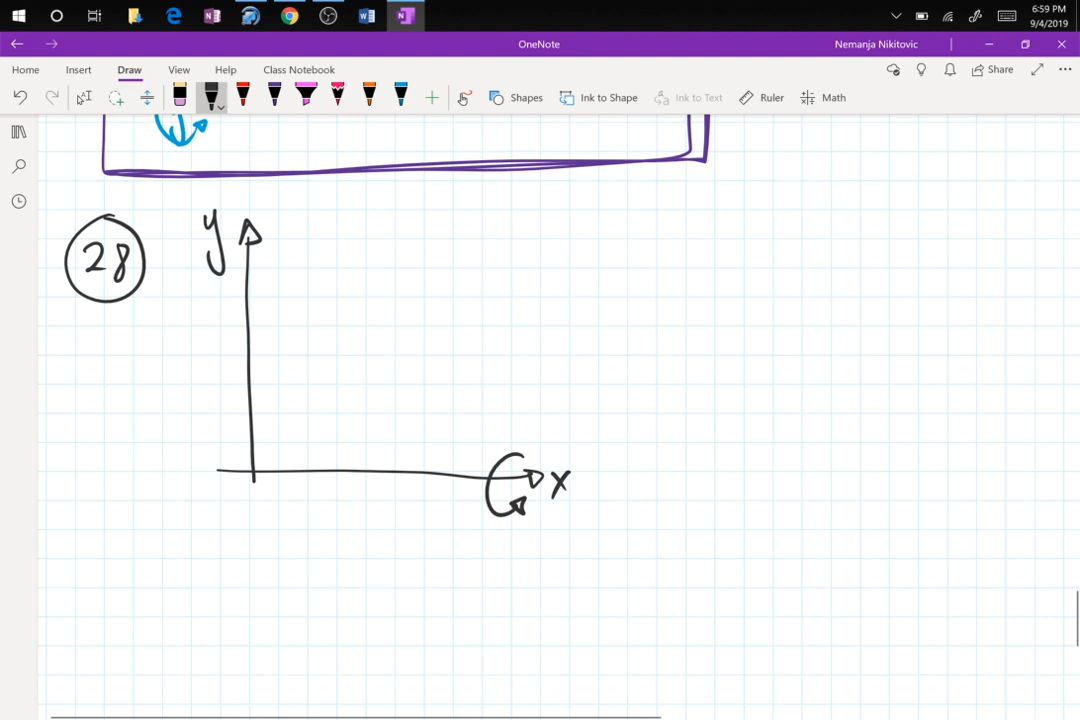 6:59 PM
9/4/2019
OneNote
Nemanja Nikitovic
Home Insert Draw View Help Class Notebook
Share
Shapes Ink to Shape Ink to Text Ruler Math
28
y
x